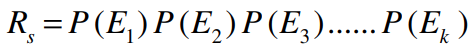 R_s = P(E_1) P(E_2) P(E_3)...... P(E_k)